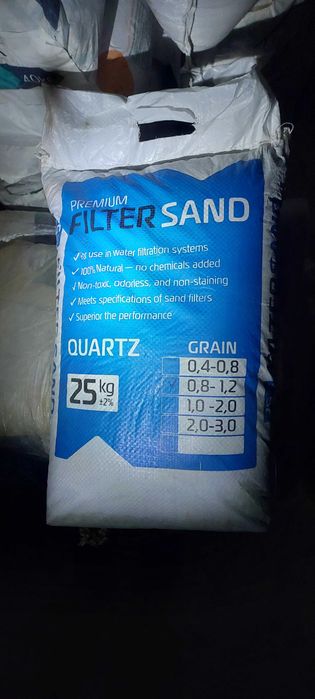 40
PREMIUM
FILTER SAND
✓ use in water filtration systems
✓ 100% Natural – no chemicals added
✓ Non-toxic, odorless, and non-staining
✓ Meets specifications of sand filters
✓ Superior the performance
QUARTZ
GRAIN
25 kg
±2%
0,4-0,8
0,8-1,2
1,0-2,0
2,0-3,0